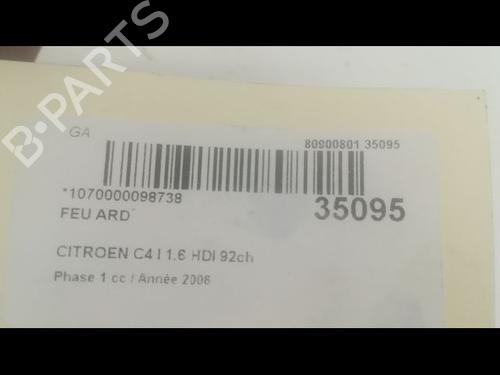 GA
80900801 35095
*1070000098738
35095
FEU ARD
CITROEN C4 I 1.6 HDI 92ch
Phase 1 cc / Année 2006
B-PARTS